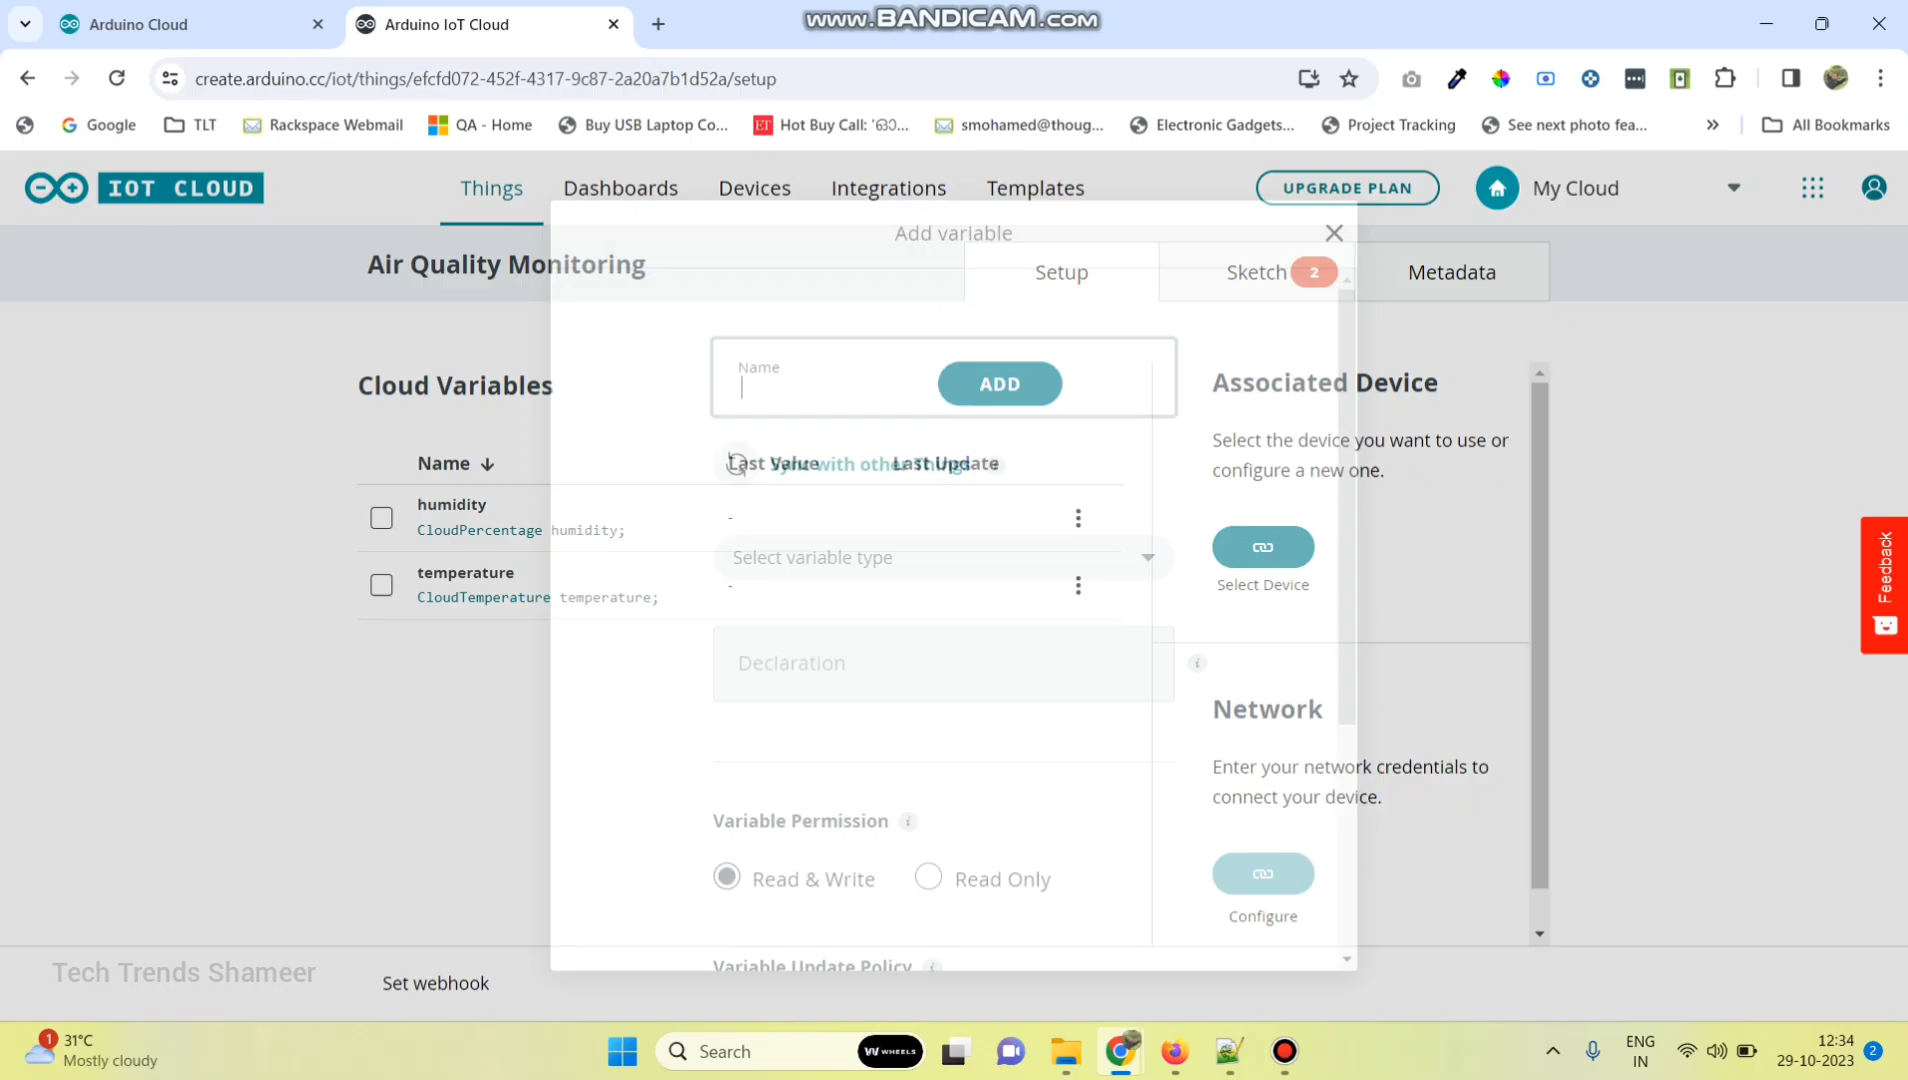 Arduino Cloud
Arduino IoT Cloud
www.BANDICAM.com
create.arduino.cc/iot/things/efcfd072-452f-4317-9c87-2a20a7b1d52a/setup
Google
TLT
Rackspace Webmail
QA - Home
Buy USB Laptop Co...
ET
Hot Buy Call: 'ഓ...
smohamed@thoug...
Electronic Gadgets...
Project Tracking
See next photo fea...
»
All Bookmarks
IOT CLOUD
Things
Dashboards
Devices
Integrations
Templates
UPGRADE PLAN
My Cloud
Add variable
Air Quality Monitoring
Setup
Sketch 2
Metadata
Cloud Variables
Name
ADD
Associated Device
Select the device you want to use or
configure a new one.
Name
Last Value
Sync with other Things
Last Update
humidity
CloudPercentage humidity;
-
Select variable type
Select Device
temperature
CloudTemperature temperature;
-
Declaration
Feedback
Network
Enter your network credentials to
connect your device.
Variable Permission
Read & Write
Read Only
Configure
Variable Update Policy
Tech Trends Shameer
Set webhook
1
31°C
Mostly cloudy
Search
WHEELS
ENG
IN
12:34
29-10-2023
2